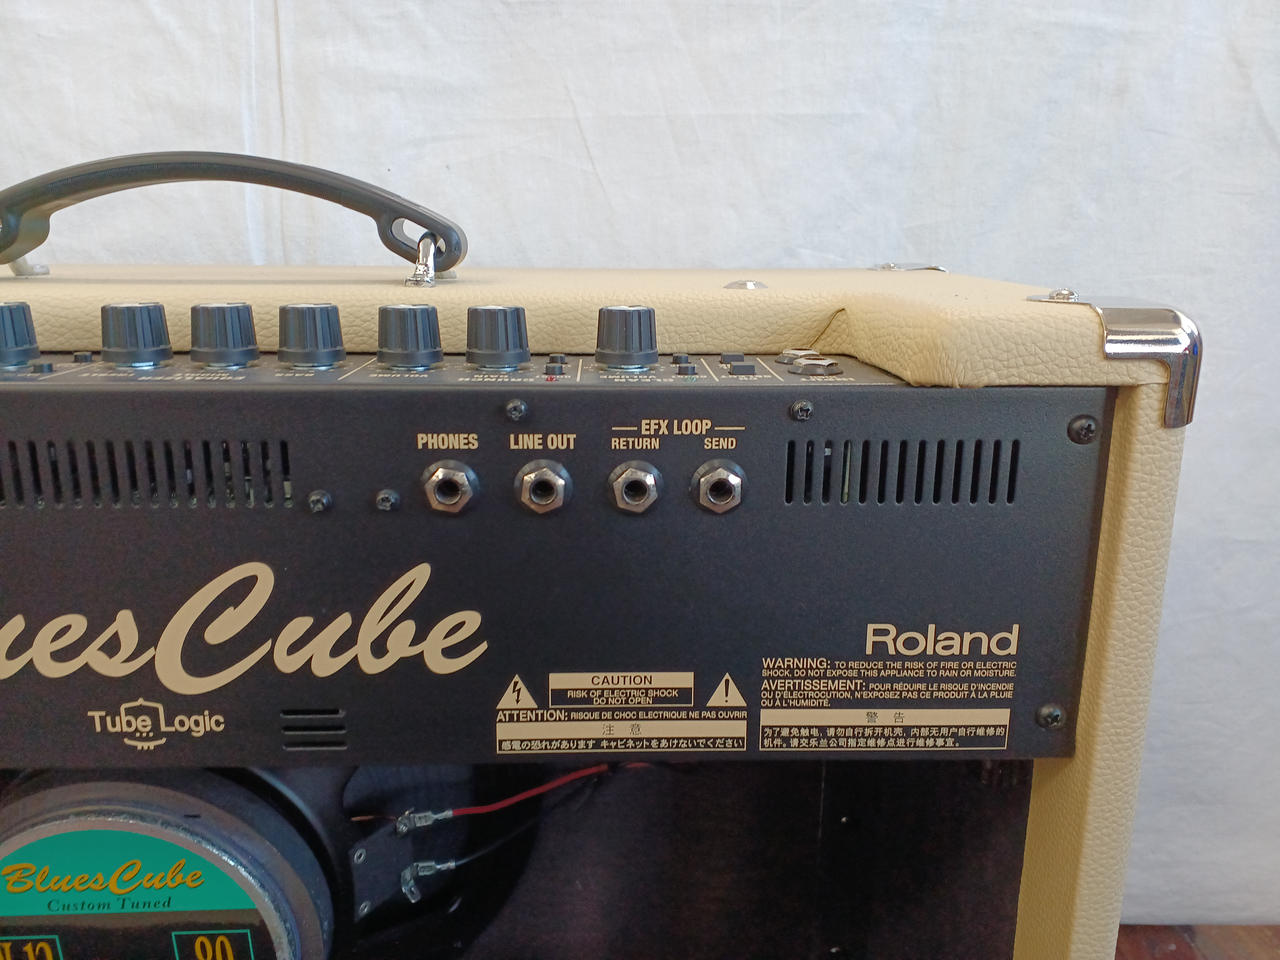 PHONES
LINE OUT
EFX LOOP
RETURN
SEND
Cube
Tube Logic
Roland
WARNING: TO REDUCE THE RISK OF FIRE OR ELECTRIC
SHOCK, DO NOT EXPOSE THIS APPLIANCE TO RAIN OR MOISTURE.
AVERTISSEMENT: POUR RÉDUIRE LE RISQUE D'INCENDIE
OU D'ÉLECTROCUTION, N'EXPOSEZ PAS CE PRODUIT À LA PLUIE
OU À L'HUMIDITÉ.
警 告
为了避免触电，请勿自行拆开机壳，内部无用户自行维修的
机件。请交乐兰公司指定维修点进行维修事宜。
CAUTION
RISK OF ELECTRIC SHOCK
DO NOT OPEN
ATTENTION: RISQUE DE CHOC ELECTRIQUE NE PAS OUVRIR
注 意
感電の恐れがあります キャビネットをあけないでください
BluesCube
Custom Tuned
80